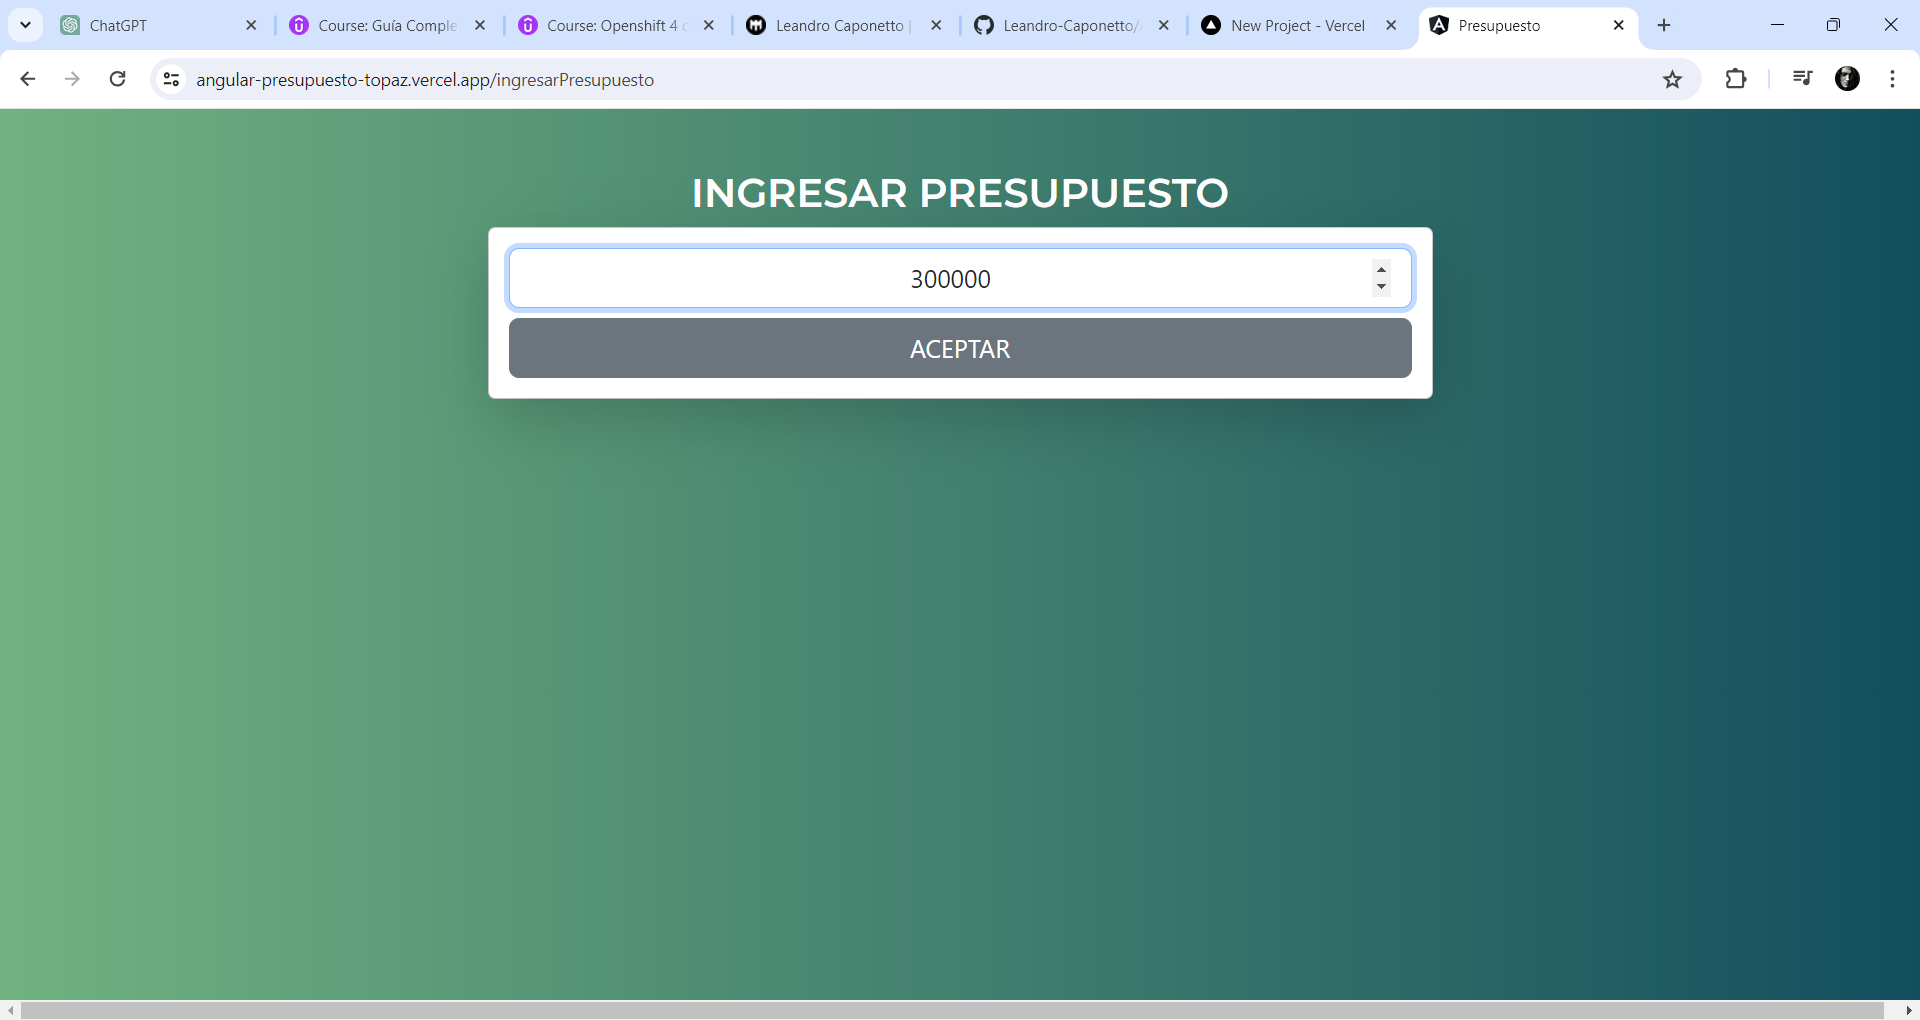 ChatGPT
Course: Guía Comple
Course: Openshift 4
Leandro Caponetto |
Leandro-Caponetto/
New Project - Vercel
Presupuesto
angular-presupuesto-topaz.vercel.app/ingresarPresupuesto
INGRESAR PRESUPUESTO
300000
ACEPTAR